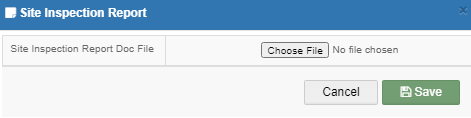 Site Inspection Report
Site Inspection Report Doc File Choose File No file chosen
Cancel Save